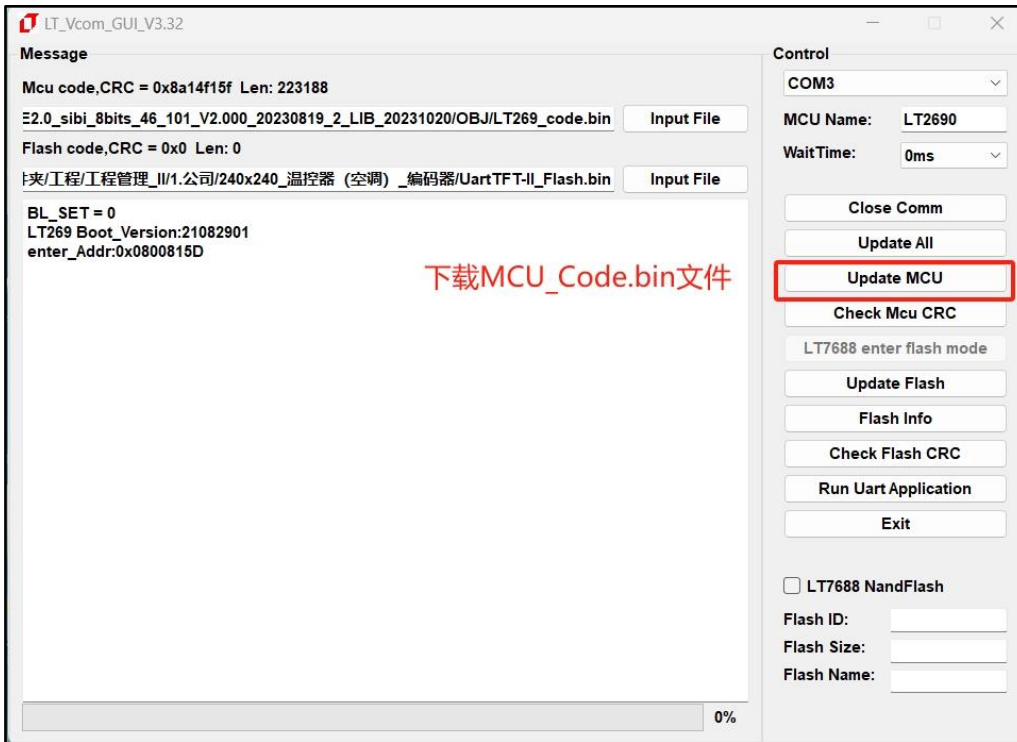 LT_Vcom_GUI_V3.32
Message
Mcu code,CRC = 0x8a14f15f Len: 223188
E2.0_sibi_8bits_46_101_V2.000_20230819_2_LIB_20231020/OBJ/LT269_code.bin
Input File
Flash code,CRC = 0x0 Len: 0
夹/工程/工程管理_II/1.公司/240x240_温控器（空调）_编码器/UartTFT-II_Flash.bin
Input File
BL_SET = 0
LT269 Boot_Version:21082901
enter_Addr:0x0800815D
下载MCU_Code.bin文件
0%
Control
COM3
MCU Name: LT2690
WaitTime: 0ms
Close Comm
Update All
Update MCU
Check Mcu CRC
LT7688 enter flash mode
Update Flash
Flash Info
Check Flash CRC
Run Uart Application
Exit
LT7688 NandFlash
Flash ID:
Flash Size:
Flash Name: